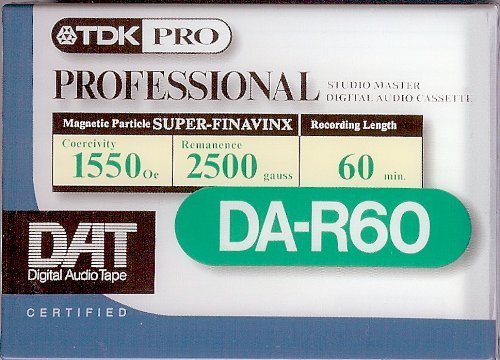 TDK PRO
PROFESSIONAL STUDIO MASTER
DIGITAL AUDIO CASSETTE
Magnetic Particle SUPER-FINAVINX Recording Length
Coercivity Remanence
1550 Oe 2500 gauss 60 min.
DA-R60
DAT
Digital Audio Tape
CERTIFIED